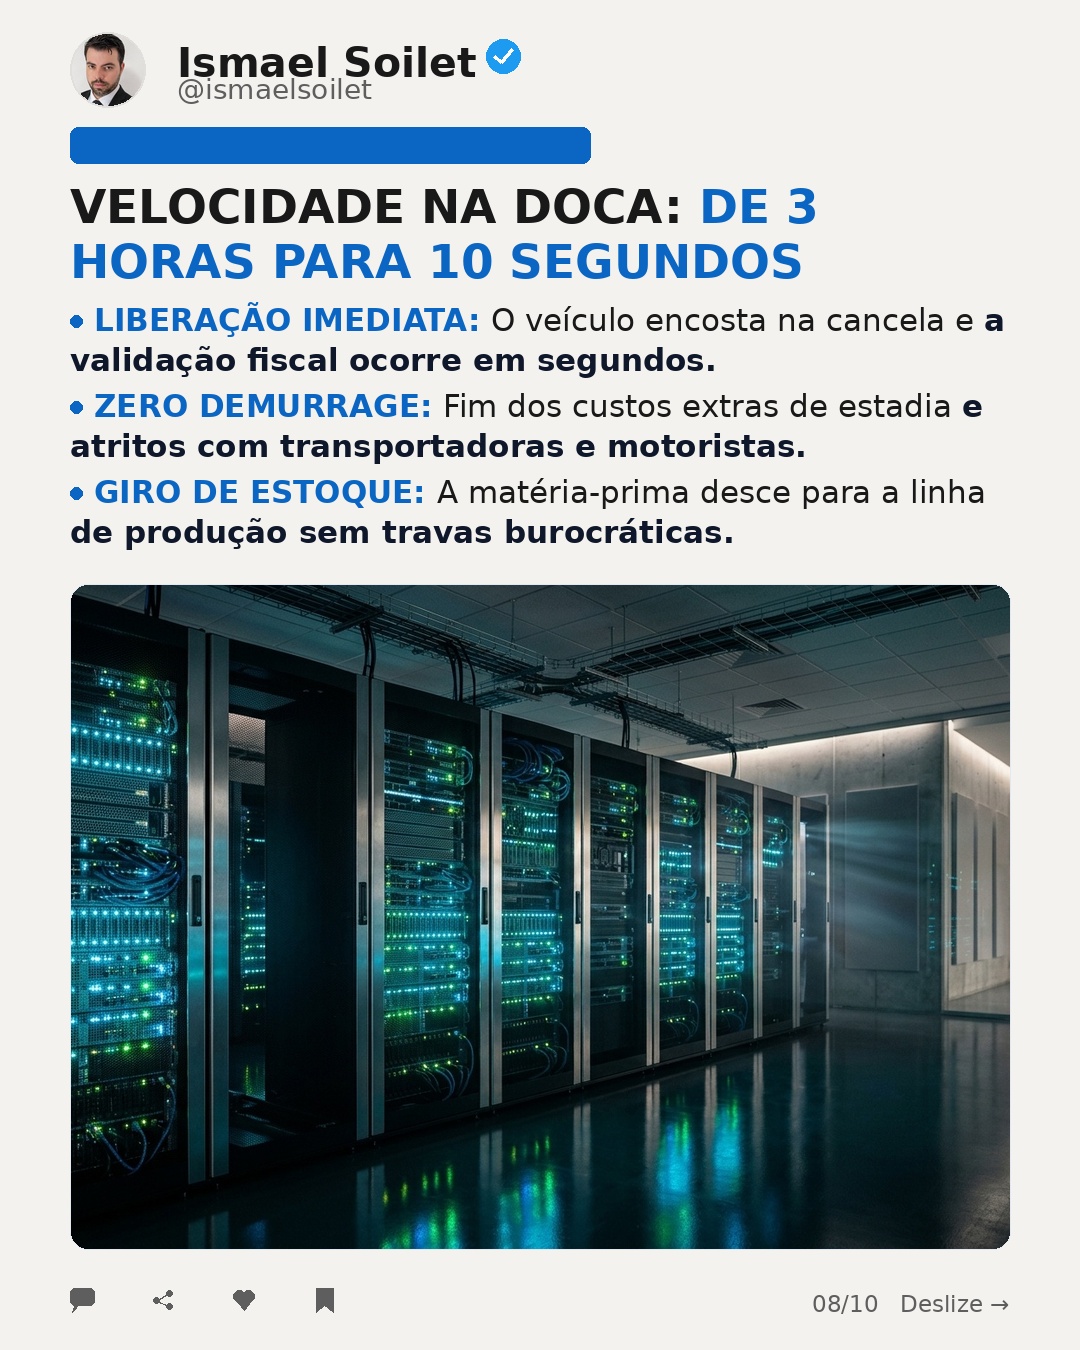 Ismael Soilet
@ismaelsoilet
VELOCIDADE NA DOCA: DE 3
HORAS PARA 10 SEGUNDOS
• LIBERAÇÃO IMEDIATA: O veículo encosta na cancela e a
validação fiscal ocorre em segundos.
• ZERO DEMURRAGE: Fim dos custos extras de estadia e
atritos com transportadoras e motoristas.
• GIRO DE ESTOQUE: A matéria-prima desce para a linha
de produção sem travas burocráticas.
08/10 Deslize →